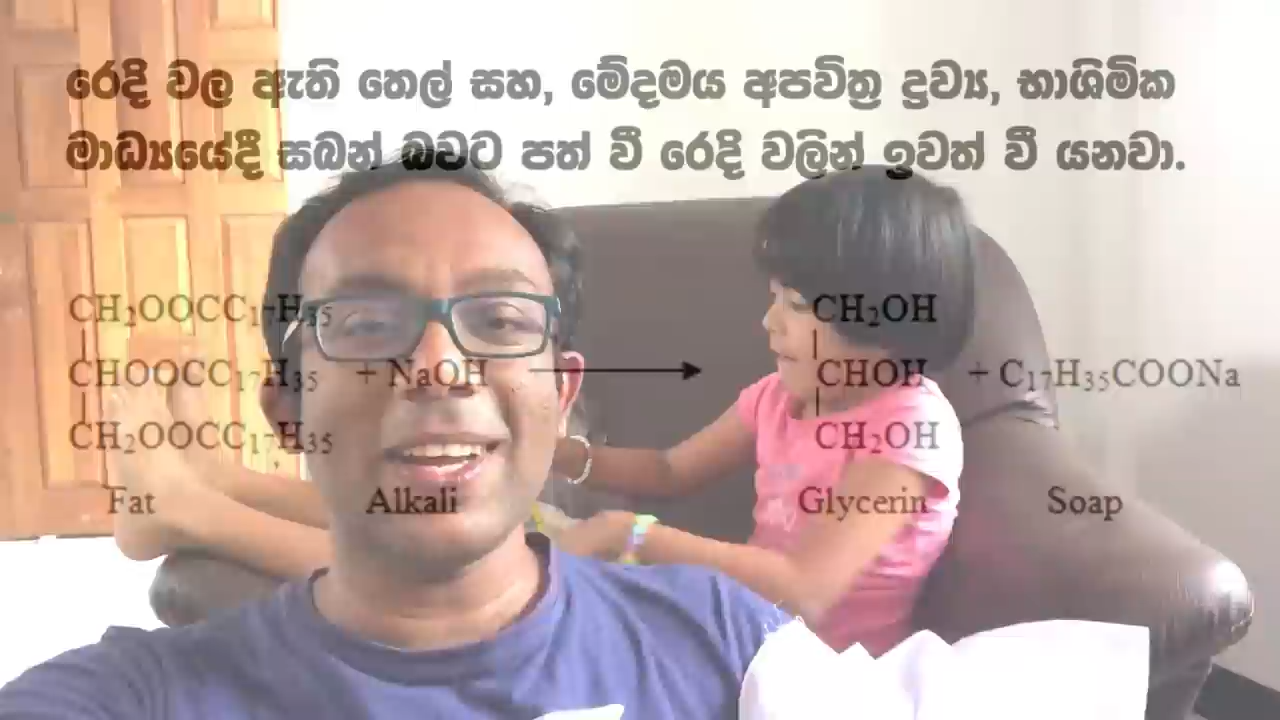 රෙදි වල ඇති තෙල් සහ, මේදමය අපවිත්‍ර ද්‍රව්‍ය, භාශිමික
මාධ්‍යයේදී සබන් බවට පත් වී රෙදි වලින් ඉවත් වී යනවා.
CH₂OOCC₁₇H₃₅ CH₂OH
CHOOCC₁₇H₃₅ + NaOH → CHOH + C₁₇H₃₅COONa
CH₂OOCC₁₇H₃₅ CH₂OH
Fat Alkali Glycerin Soap